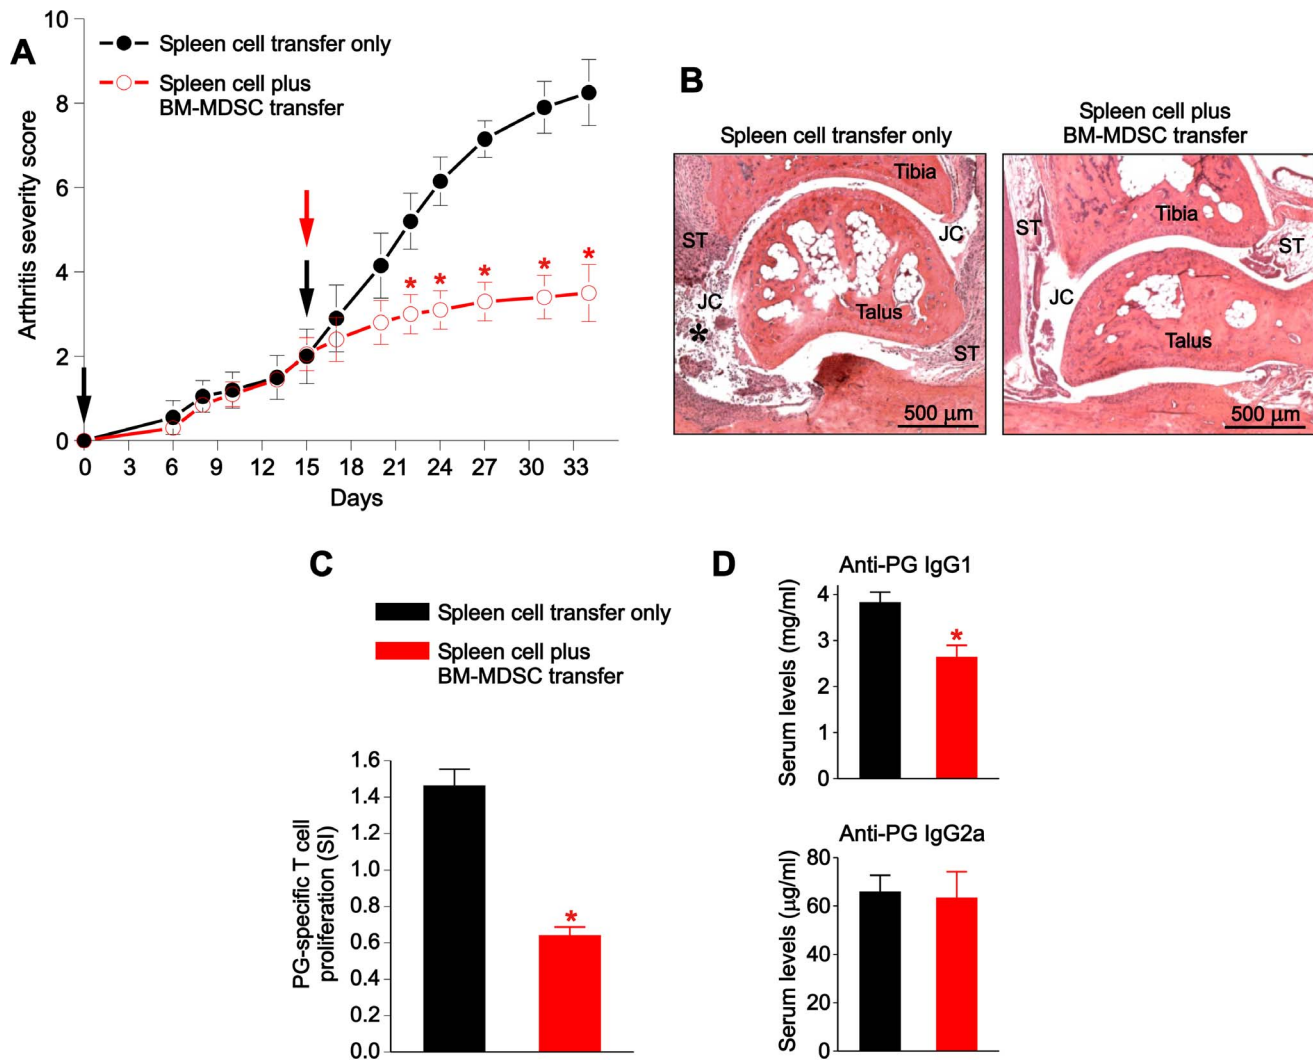 A
10
8
6
4
2
0
Arthritis severity score
Spleen cell transfer only
Spleen cell plus
BM-MDSC transfer
*
*
*
*
*
0 3 6 9 12 15 18 21 24 27 30 33
Days
B
Spleen cell transfer only
Tibia
ST
JC
JC
*
Talus
ST
500 µm
Spleen cell plus
BM-MDSC transfer
ST
Tibia
ST
JC
Talus
500 µm
C
Spleen cell transfer only
Spleen cell plus
BM-MDSC transfer
PG-specific T cell
proliferation (SI)
1.6
1.4
1.2
1.0
0.8
0.6
0.4
0.2
0.0
*
D
Anti-PG IgG1
Serum levels (mg/ml)
4
3
2
1
0
*
Anti-PG IgG2a
Serum levels (µg/ml)
80
60
40
20
0